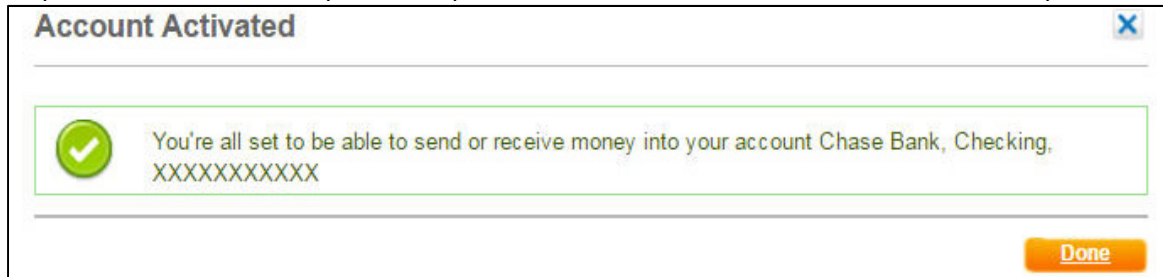 Account Activated
You're all set to be able to send or receive money into your account Chase Bank, Checking,
XXXXXXXXXXX
Done